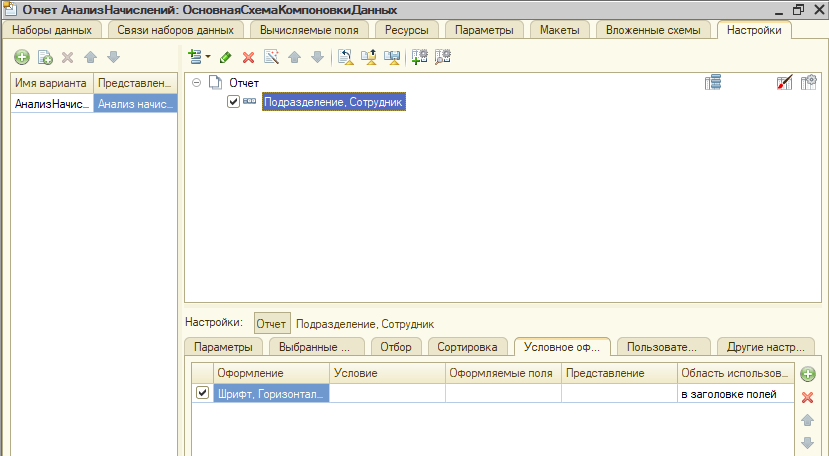 Отчет АнализНачислений: ОсновнаяСхемаКомпоновкиДанных
Наборы данных Связи наборов данных Вычисляемые поля Ресурсы Параметры Макеты Вложенные схемы Настройки
Имя варианта Представлен...
АнализНачис... Анализ начис...
Отчет
Подразделение, Сотрудник
Настройки: Отчет Подразделение, Сотрудник
Параметры Выбранные ... Отбор Сортировка Условное оф... Пользовате... Другие настр...
Оформление Условие Оформляемые поля Представление Область использов...
Шрифт, Горизонтал... в заголовке полей